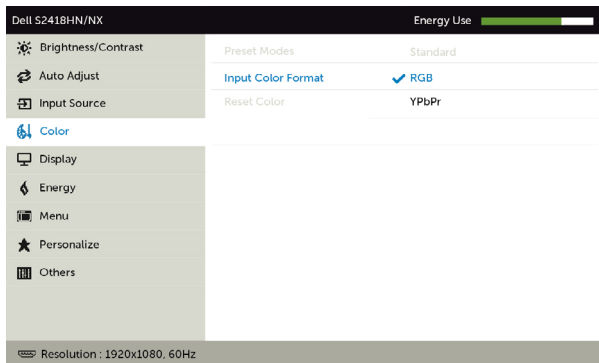 Dell S2418HN/NX Energy Use
Brightness/Contrast Preset Modes Standard
Auto Adjust Input Color Format RGB
Input Source Reset Color YPbPr
Color
Display
Energy
Menu
Personalize
Others
Resolution : 1920x1080, 60Hz